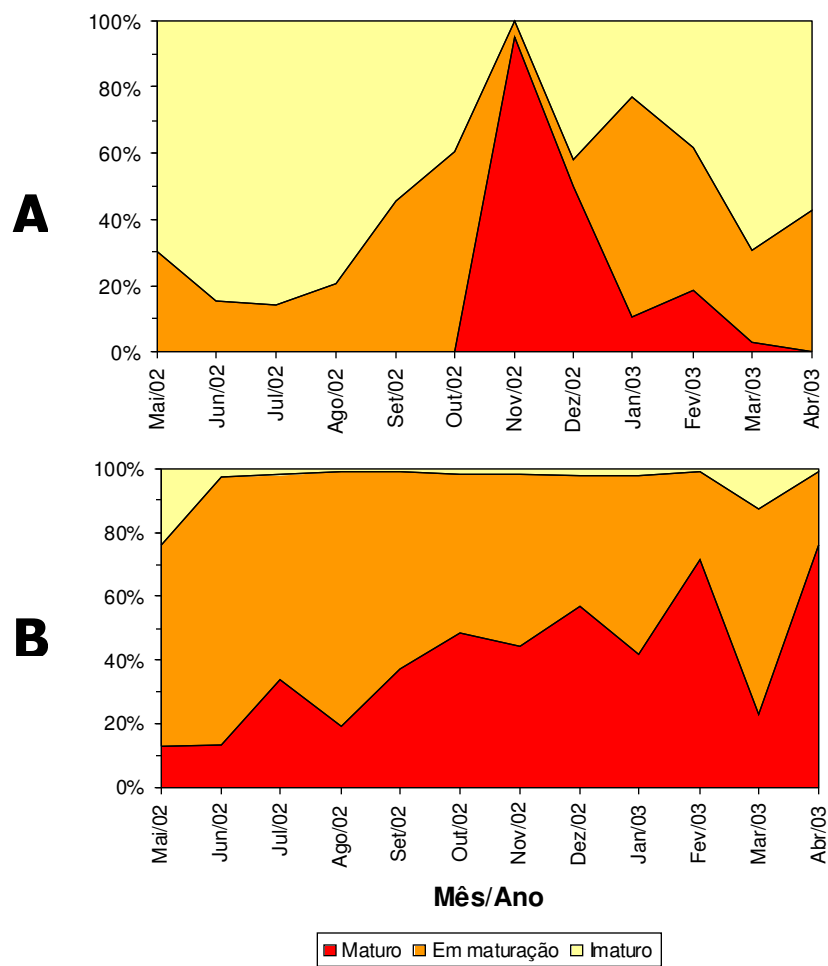 A
100%
80%
60%
40%
20%
0%
Mai/02 Jun/02 Jul/02 Ago/02 Set/02 Out/02 Nov/02 Dez/02 Jan/03 Fev/03 Mar/03 Abr/03
B
100%
80%
60%
40%
20%
0%
Mai/02 Jun/02 Jul/02 Ago/02 Set/02 Out/02 Nov/02 Dez/02 Jan/03 Fev/03 Mar/03 Abr/03
Mês/Ano
Maturo Em maturação Imaturo